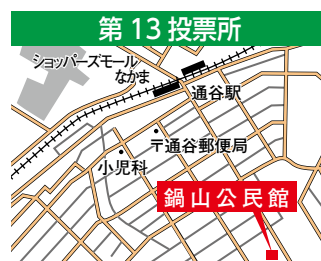 第13投票所
ショッパーズモール
なかま
通谷駅
〒通谷郵便局
小児科
鍋山公民館